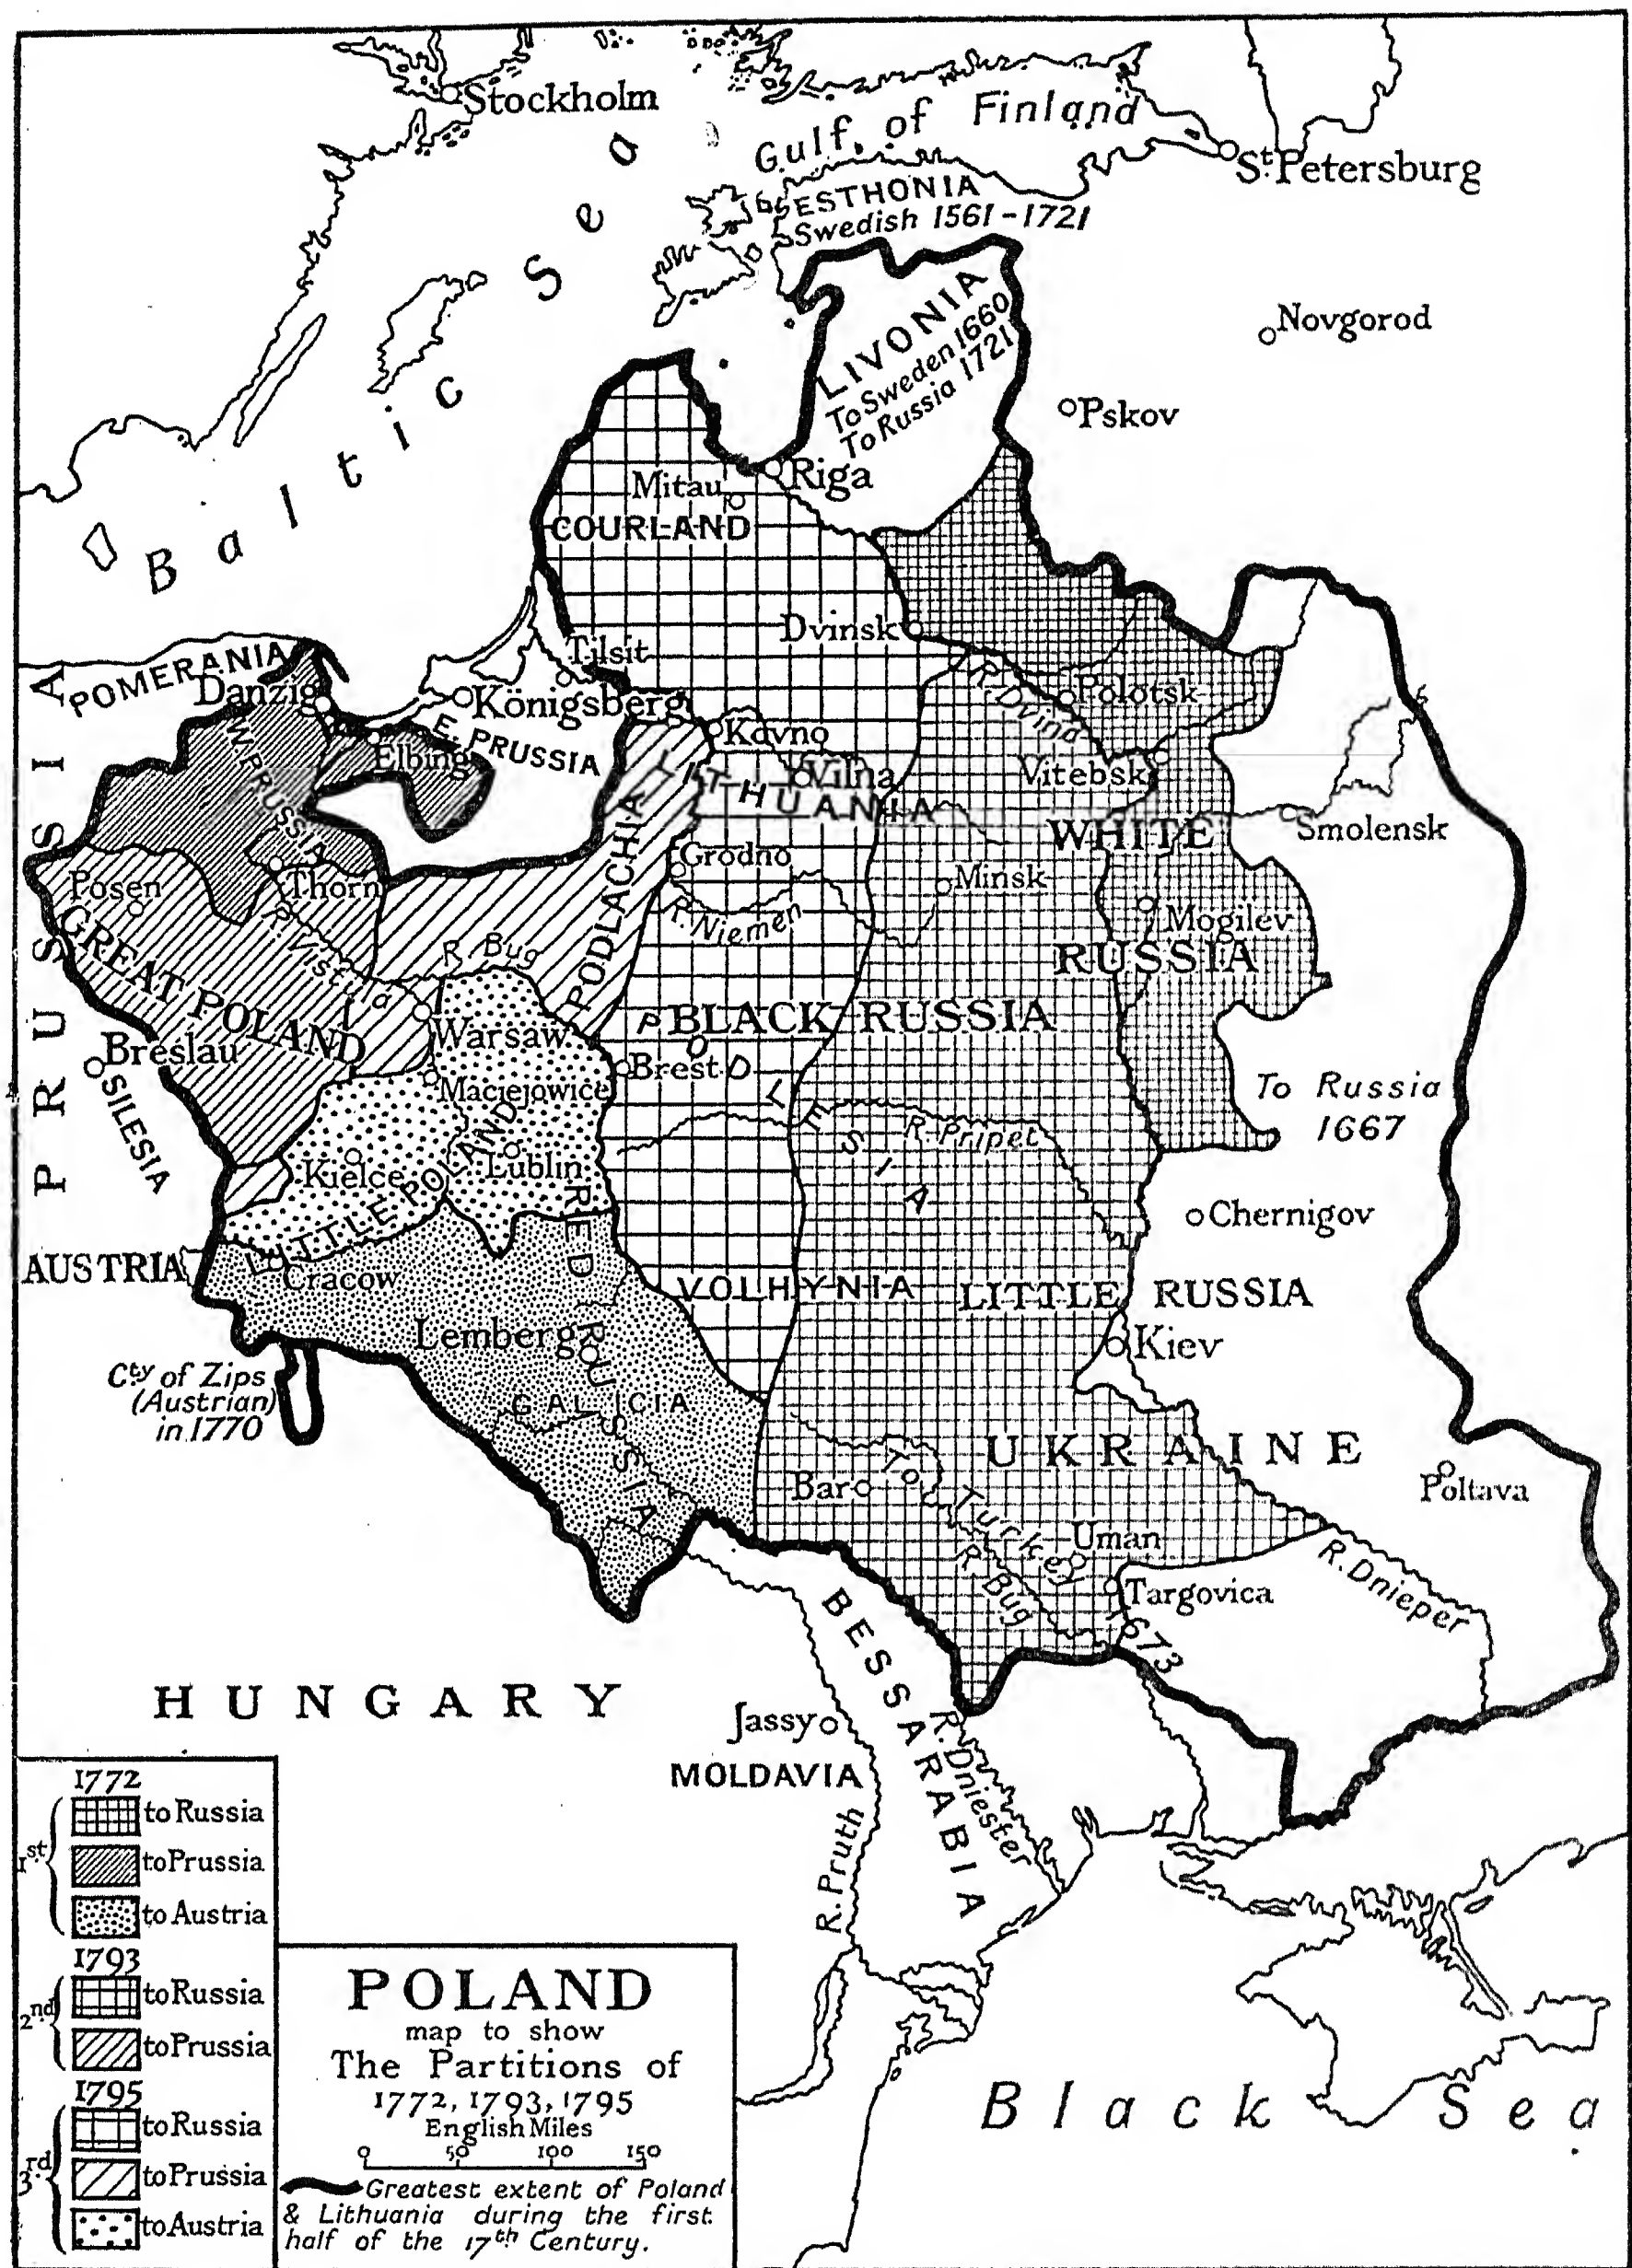 Stockholm
Gulf of Finland
St. Petersburg
ESTHONIA
Swedish 1561-1721
Baltic Sea
LIVONIA
To Sweden 1660
To Russia 1721
Novgorod
Pskov
Riga
Mitau
COURLAND
Dvinsk
Tilsit
POMERANIA
Danzig
Königsberg
E. PRUSSIA
Elbing
W. PRUSSIA
R. Dvina
Polotsk
Kovno
Vilna
LITHUANIA
Vitebsk
Smolensk
WHITE
RUSSIA
Grodno
Minsk
Mogilev
Posen
Thorn
R. Vistula
R. Bug
PODLACHIA
R. Niemen
GREAT POLAND
PRUSSIA
Warsaw
BLACK RUSSIA
Breslau
SILESIA
Maciejowice
Brest
PODLESIA
To Russia
1667
R. Pripet
Kielce
Lublin
LITTLE POLAND
Chernigov
AUSTRIA
Cracow
RED RUSSIA
VOLHYNIA
LITTLE RUSSIA
Kiev
Lemberg
Cty of Zips
(Austrian)
in 1770
GALICIA
UKRAINE
Bar
To Turkey 1673
Poltava
Uman
R. Bug
Targovica
R. Dnieper
BESSARABIA
HUNGARY
Jassy
MOLDAVIA
R. Dniester
R. Pruth
Black Sea
1772
1st
to Russia
to Prussia
to Austria
1793
2nd
to Russia
to Prussia
1795
3rd
to Russia
to Prussia
to Austria
POLAND
map to show
The Partitions of
1772, 1793, 1795
English Miles
0 50 100 150
Greatest extent of Poland
& Lithuania during the first
half of the 17th Century.